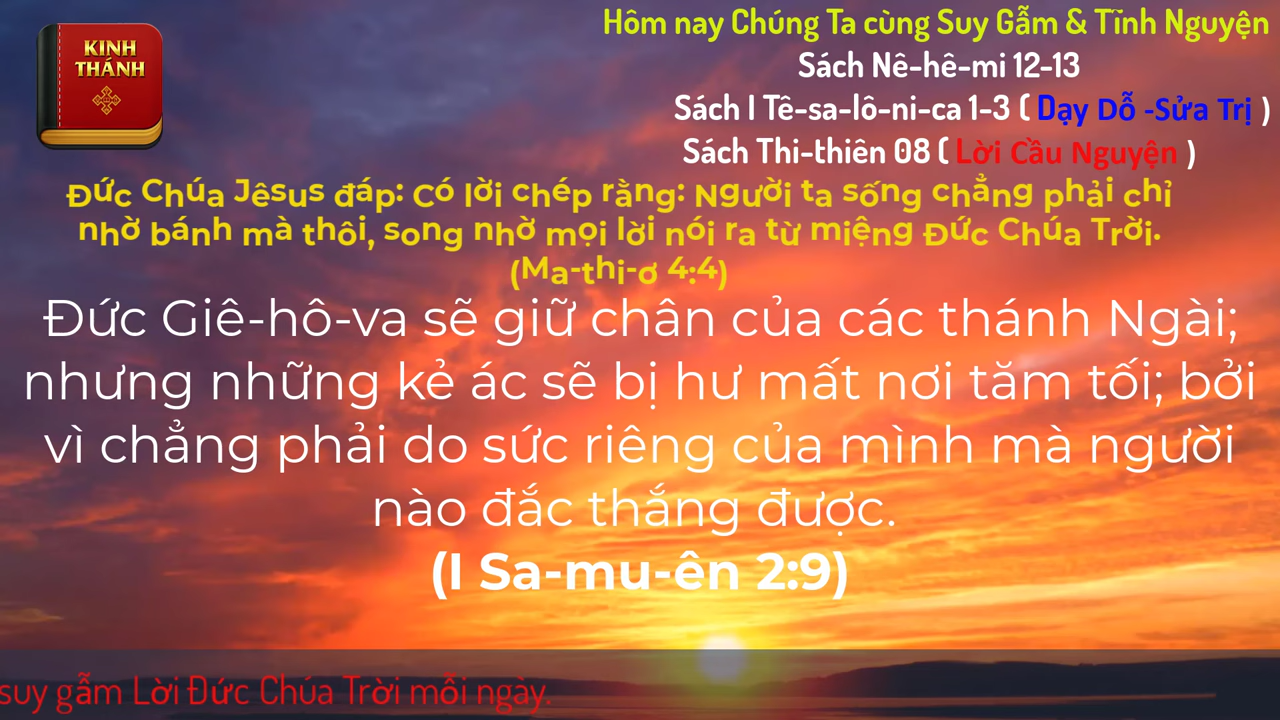 KINH
THÁNH
Hôm nay Chúng Ta cùng Suy Gẫm & Tĩnh Nguyện
Sách Nê-hê-mi 12-13
Sách I Tê-sa-lô-ni-ca 1-3 ( Dạy Dỗ -Sửa Trị )
Sách Thi-thiên 08 ( Lời Cầu Nguyện )
Đức Chúa Jêsus đáp: Có lời chép rằng: Người ta sống chẳng phải chỉ
nhờ bánh mà thôi, song nhờ mọi lời nói ra từ miệng Đức Chúa Trời.
(Ma-thi-ơ 4:4)
Đức Giê-hô-va sẽ giữ chân của các thánh Ngài;
nhưng những kẻ ác sẽ bị hư mất nơi tăm tối; bởi
vì chẳng phải do sức riêng của mình mà người
nào đắc thắng được.
(I Sa-mu-ên 2:9)
suy gẫm Lời Đức Chúa Trời mỗi ngày.